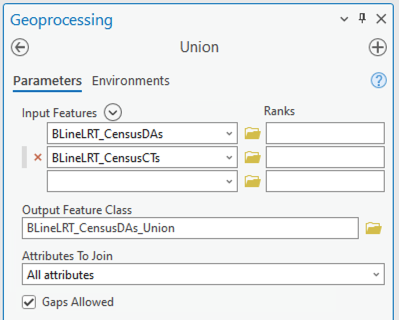 Geoprocessing
Union
Parameters Environments
Input Features Ranks
BLineLRT_CensusDAs
BLineLRT_CensusCTs
Output Feature Class
BLineLRT_CensusDAs_Union
Attributes To Join
All attributes
Gaps Allowed